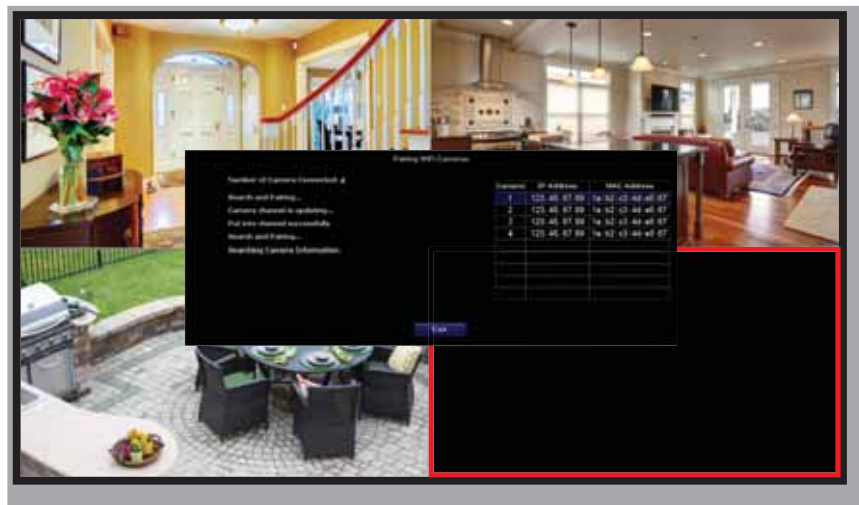 Pairing WiFi Cameras
Number of Camera Connected: 4
Search and Pairing...
Camera channel is updating...
Put into channel successfully.
Search and Pairing...
Searching Camera Information.
Camera IP Address MAC Address
1 123.45.67.89 1a:b2:c3:4d:e5:67
2 123.45.67.89 1a:b2:c3:4d:e5:67
3 123.45.67.89 1a:b2:c3:4d:e5:67
4 123.45.67.89 1a:b2:c3:4d:e5:67